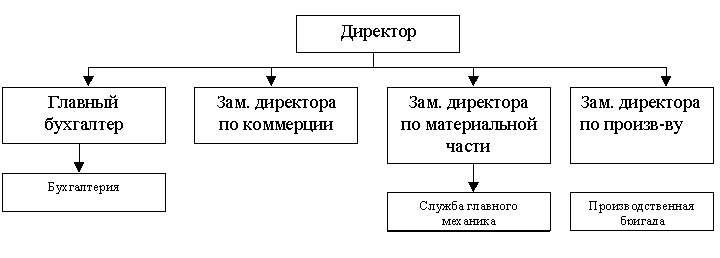 Директор
Главный
бухгалтер
Зам. директора
по коммерции
Зам. директора
по материальной
части
Зам. директора
по произв-ву
Бухгалтерия
Служба главного
механика
Производственная
бригада